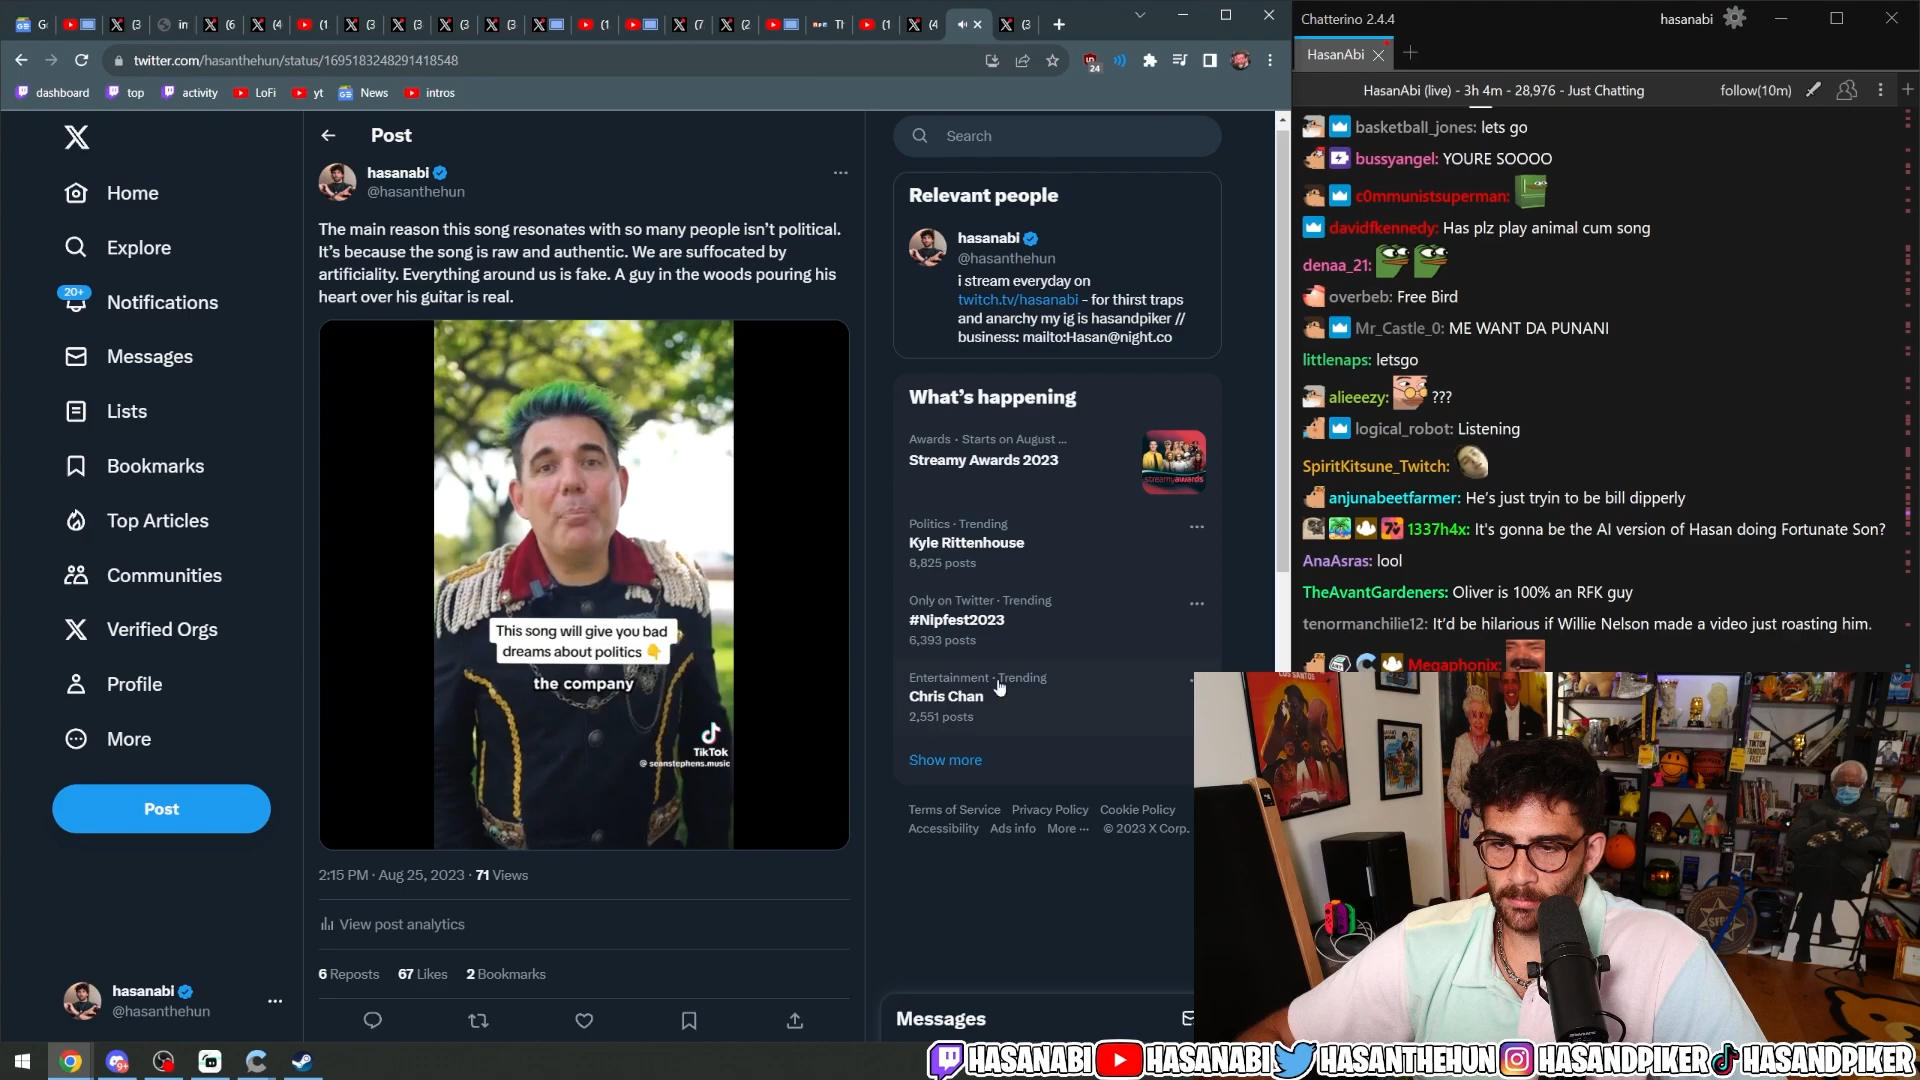 twitter.com/hasanthehun/status/1695183248291418548
dashboard
top
activity
LoFi
yt
News
intros
Home
Explore
20+
Notifications
Messages
Lists
Bookmarks
Top Articles
Communities
Verified Orgs
Profile
More
Post
hasanabi
@hasanthehun
Post
hasanabi
@hasanthehun
The main reason this song resonates with so many people isn’t political.
It’s because the song is raw and authentic. We are suffocated by
artificiality. Everything around us is fake. A guy in the woods pouring his
heart over his guitar is real.
This song will give you bad
dreams about politics 👇
the company
TikTok
@ seanstephens.music
2:15 PM · Aug 25, 2023 · 71 Views
View post analytics
6 Reposts 67 Likes 2 Bookmarks
Search
Relevant people
hasanabi
@hasanthehun
i stream everyday on
twitch.tv/hasanabi - for thirst traps
and anarchy my ig is hasandpiker //
business: mailto:Hasan@night.co
What’s happening
Awards · Starts on August ...
Streamy Awards 2023
streamyawards
Politics · Trending
Kyle Rittenhouse
8,825 posts
Only on Twitter · Trending
#Nipfest2023
6,393 posts
Entertainment · Trending
Chris Chan
2,551 posts
Show more
Terms of Service Privacy Policy Cookie Policy
Accessibility Ads info More ··· © 2023 X Corp.
Messages
Chatterino 2.4.4
hasanabi
HasanAbi
HasanAbi (live) - 3h 4m - 28,976 - Just Chatting
follow(10m)
basketball_jones: lets go
bussyangel: YOURE SOOOO
c0mmunistsuperman:
davidfkennedy: Has plz play animal cum song
denaa_21:
overbeb: Free Bird
Mr_Castle_0: ME WANT DA PUNANI
littlenaps: letsgo
alieeezy: ???
logical_robot: Listening
SpiritKitsune_Twitch:
anjunabeetfarmer: He's just tryin to be bill dipperly
1337h4x: It's gonna be the AI version of Hasan doing Fortunate Son?
AnaAsras: lool
TheAvantGardeners: Oliver is 100% an RFK guy
tenormanchilie12: It'd be hilarious if Willie Nelson made a video just roasting him.
Megaphonix:
HASANABI HASANABI HASANTHEHUN HASANDPIKER HASANDPIKER